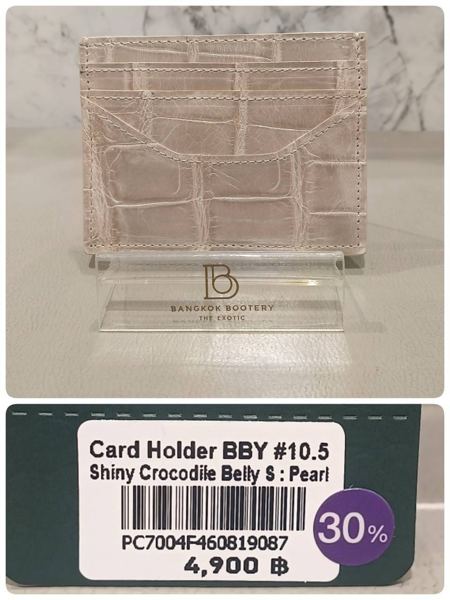 B
BANGKOK BOOTERY
THE EXOTIC
Card Holder BBY #10.5
Shiny Crocodile Belly S : Pearl
PC7004F460819087
4,900 ฿
30%